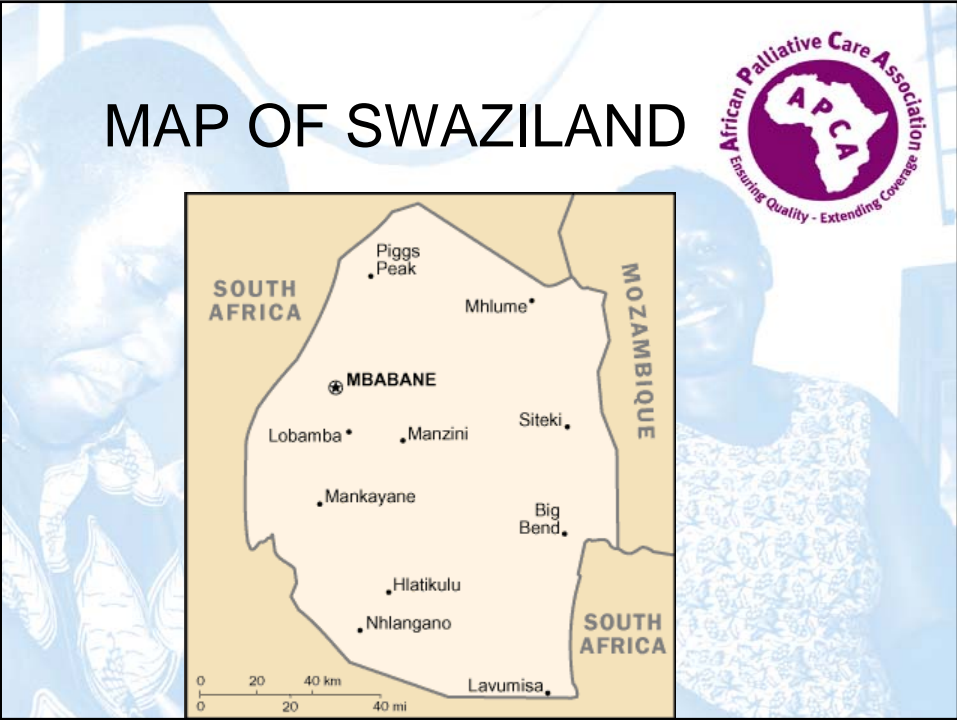 MAP OF SWAZILAND
African Palliative Care Association
APCA
Ensuring Quality - Extending Coverage
Piggs
Peak
SOUTH
AFRICA
Mhlume
MOZAMBIQUE
MBABANE
Siteki
Lobamba
Manzini
Mankayane
Big
Bend
Hlatikulu
Nhlangano
SOUTH
AFRICA
0 20 40 km
Lavumisa
0 20 40 mi